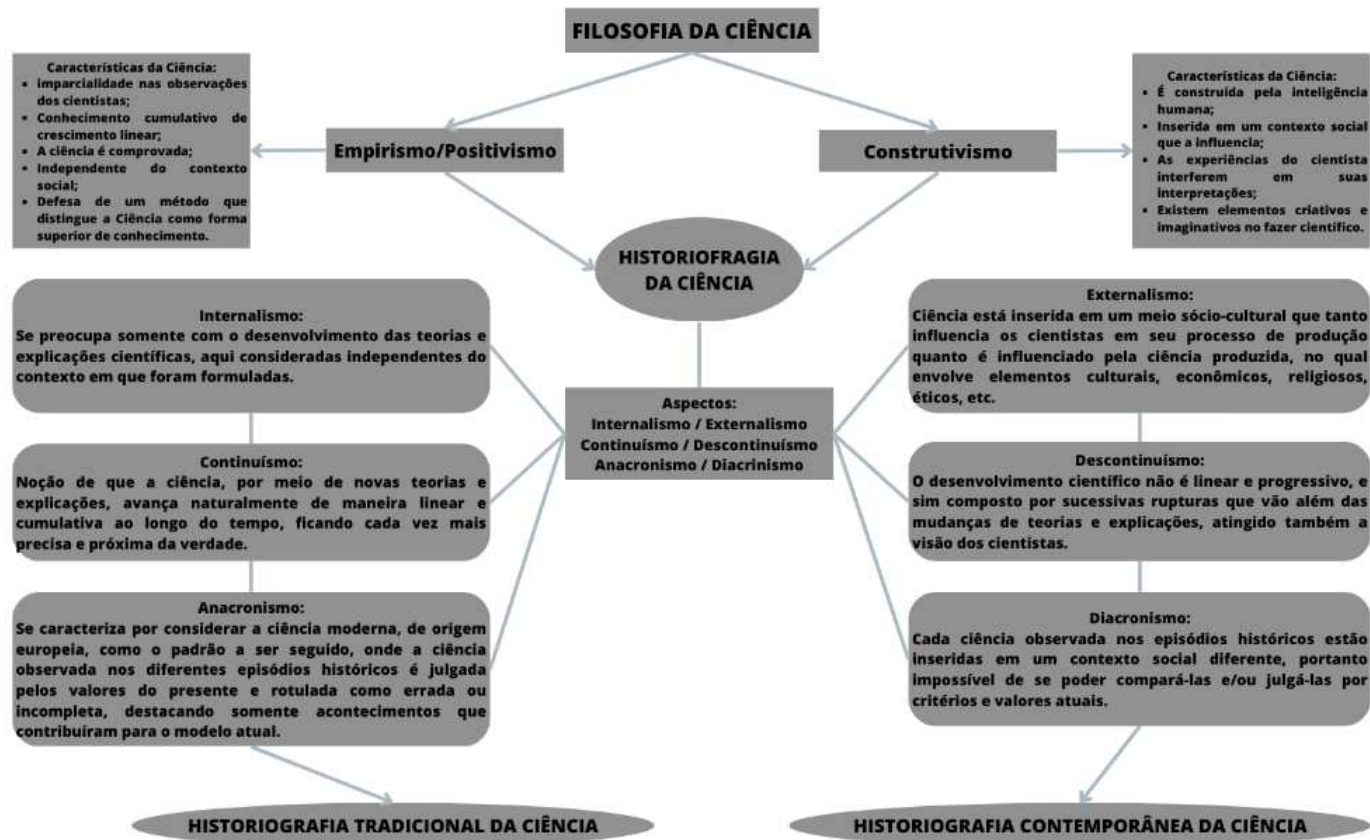 FILOSOFIA DA CIÊNCIA
Características da Ciência:
• imparcialidade nas observações
dos cientistas;
• Conhecimento cumulativo de
crescimento linear;
• A ciência é comprovada;
• Independente do contexto
social;
• Defesa de um método que
distingue a Ciência como forma
superior de conhecimento.
Empirismo/Positivismo
Construtivismo
Características da Ciência:
• É construída pela inteligência
humana;
• Inserida em um contexto social
que a influencia;
• As experiências do cientista
interferem em suas
interpretações;
• Existem elementos criativos e
imaginativos no fazer científico.
HISTORIOFRAGIA
DA CIÊNCIA
Internalismo:
Se preocupa somente com o desenvolvimento das teorias e
explicações científicas, aqui consideradas independentes do
contexto em que foram formuladas.
Externalismo:
Ciência está inserida em um meio sócio-cultural que tanto
influencia os cientistas em seu processo de produção
quanto é influenciado pela ciência produzida, no qual
envolve elementos culturais, econômicos, religiosos,
éticos, etc.
Aspectos:
Internalismo / Externalismo
Continuísmo / Descontinuísmo
Anacronismo / Diacrinismo
Continuísmo:
Noção de que a ciência, por meio de novas teorias e
explicações, avança naturalmente de maneira linear e
cumulativa ao longo do tempo, ficando cada vez mais
precisa e próxima da verdade.
Descontinuísmo:
O desenvolvimento científico não é linear e progressivo, e
sim composto por sucessivas rupturas que vão além das
mudanças de teorias e explicações, atingido também a
visão dos cientistas.
Anacronismo:
Se caracteriza por considerar a ciência moderna, de origem
europeia, como o padrão a ser seguido, onde a ciência
observada nos diferentes episódios históricos é julgada
pelos valores do presente e rotulada como errada ou
incompleta, destacando somente acontecimentos que
contribuíram para o modelo atual.
Diacronismo:
Cada ciência observada nos episódios históricos estão
inseridas em um contexto social diferente, portanto
impossível de se poder compará-las e/ou julgá-las por
critérios e valores atuais.
HISTORIOGRAFIA TRADICIONAL DA CIÊNCIA
HISTORIOGRAFIA CONTEMPORÂNEA DA CIÊNCIA